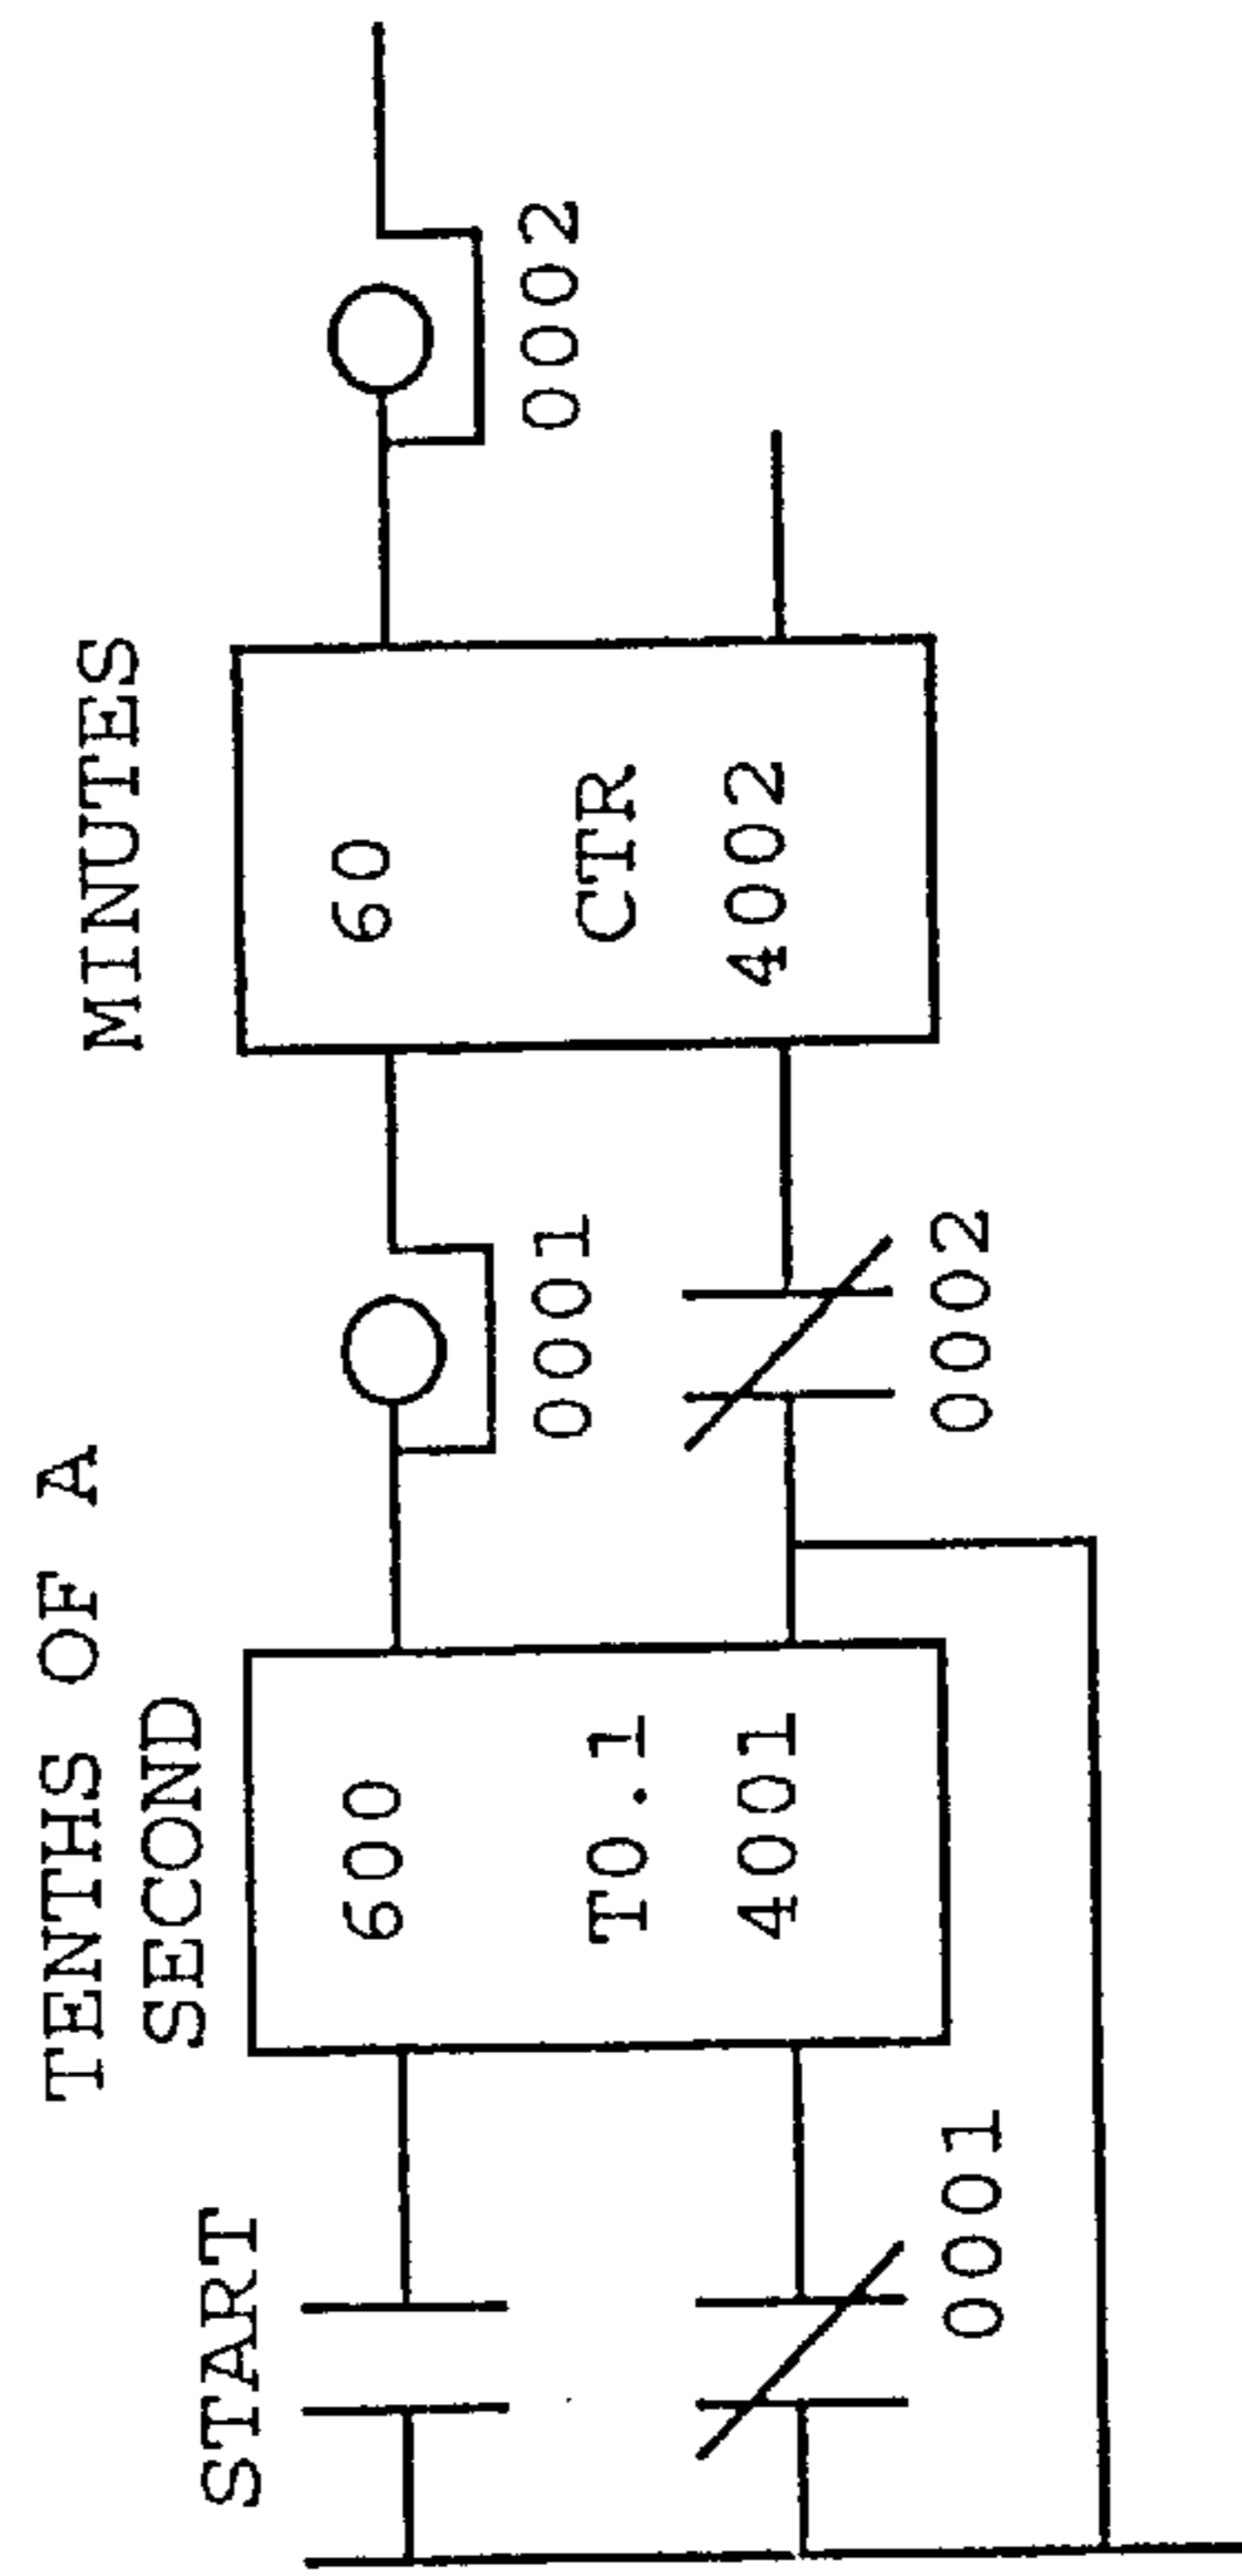 TENTHS OF A
SECOND
MINUTES
START
600
T0.1
4001
0001
60
CTR
4002
0002
0001
0002